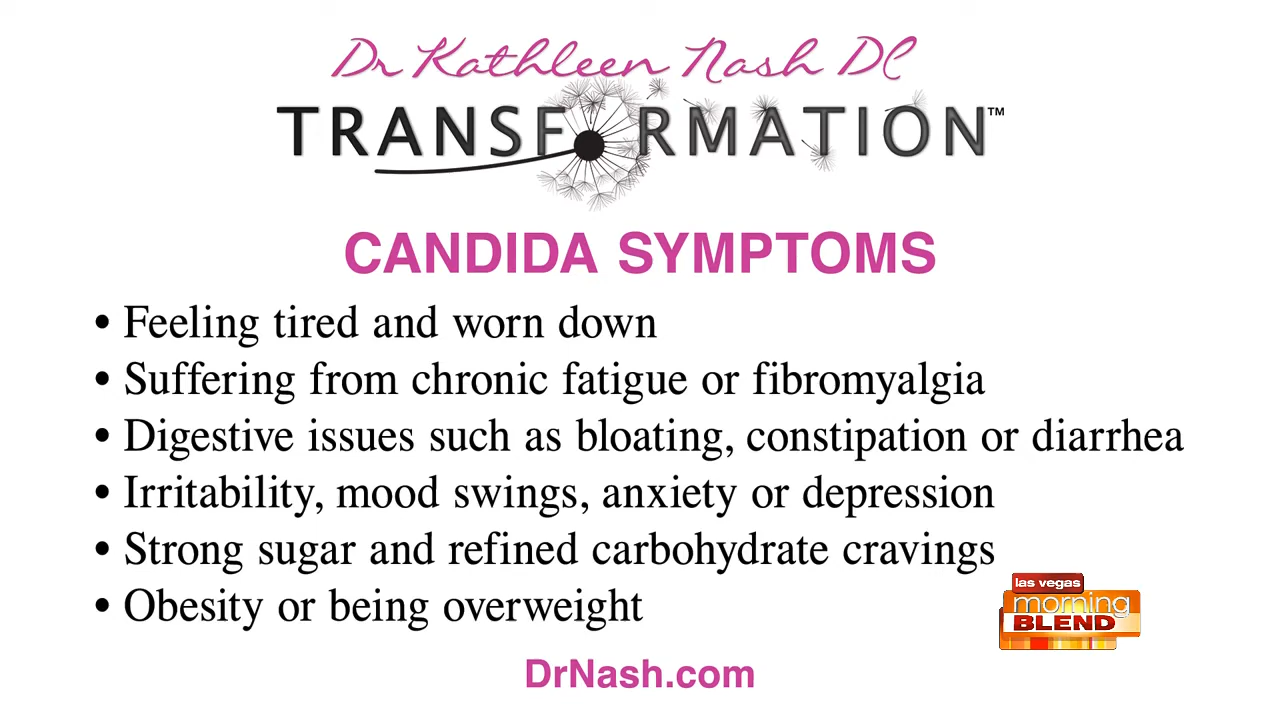 Dr Kathleen Nash DC
TRANSFORMATION™
CANDIDA SYMPTOMS
• Feeling tired and worn down
• Suffering from chronic fatigue or fibromyalgia
• Digestive issues such as bloating, constipation or diarrhea
• Irritability, mood swings, anxiety or depression
• Strong sugar and refined carbohydrate cravings
• Obesity or being overweight
las vegas
morning
BLEND
DrNash.com